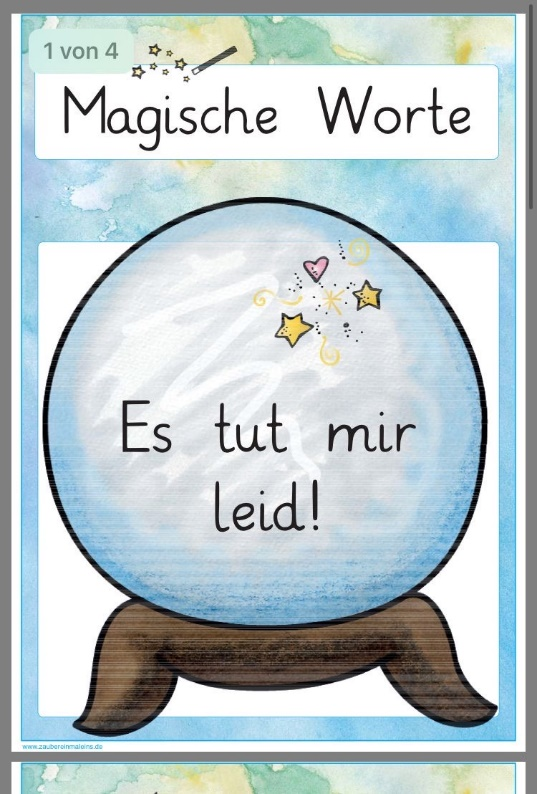 1 von 4
Magische Worte
Es tut mir
leid!
www.zaubereinmaleins.de